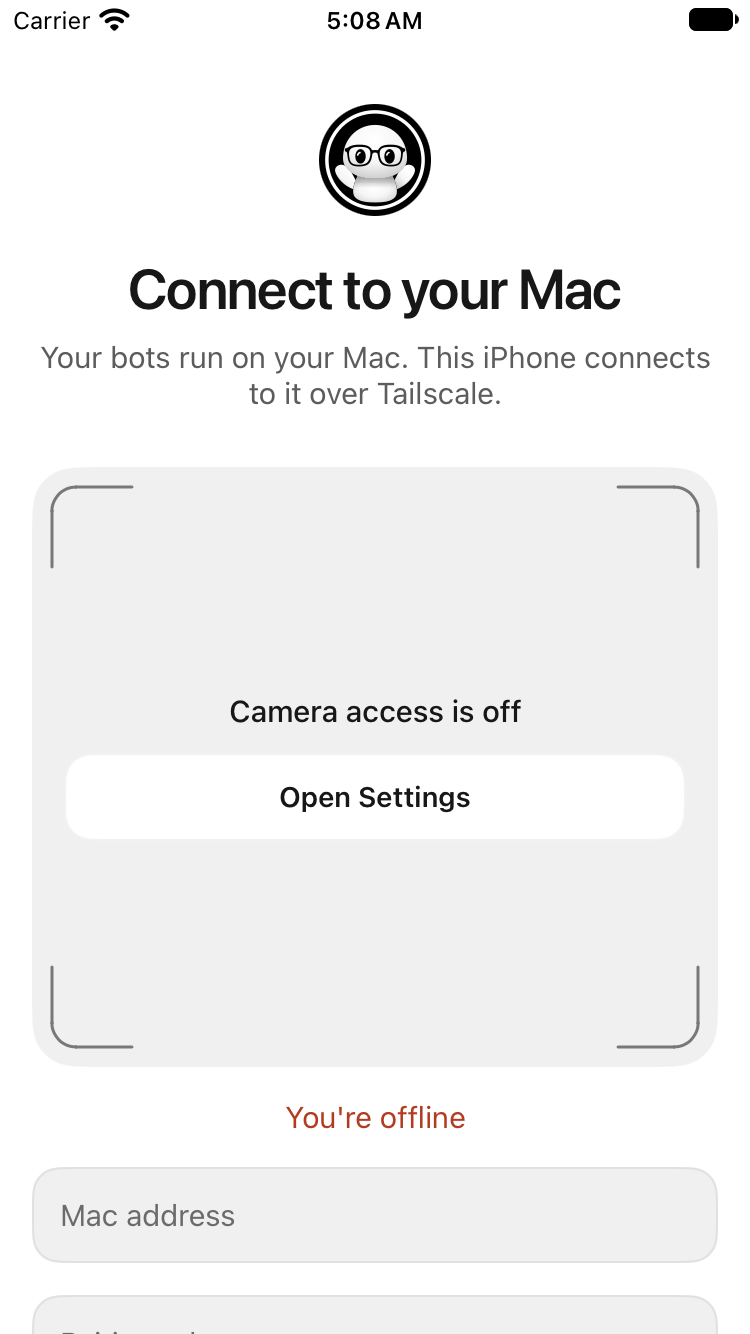 Carrier
5:08 AM
Connect to your Mac
Your bots run on your Mac. This iPhone connects
to it over Tailscale.
Camera access is off
Open Settings
You're offline
Mac address